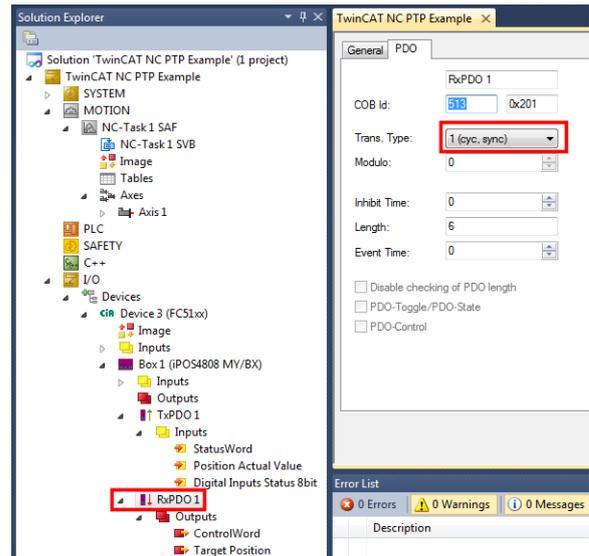 Solution Explorer
Solution 'TwinCAT NC PTP Example' (1 project)
TwinCAT NC PTP Example
SYSTEM
MOTION
NC-Task 1 SAF
NC-Task 1 SVB
Image
Tables
Axes
Axis 1
PLC
SAFETY
C++
I/O
Devices
Device 3 (FC51xx)
Image
Inputs
Box 1 (iPOS4808 MY/BX)
Inputs
Outputs
TxPDO 1
Inputs
StatusWord
Position Actual Value
Digital Inputs Status 8bit
RxPDO 1
Outputs
ControlWord
Target Position
TwinCAT NC PTP Example
General PDO
RxPDO 1
COB Id: 513 0x201
Trans. Type: 1 (cyc, sync)
Modulo: 0
Inhibit Time: 0
Length: 6
Event Time: 0
Disable checking of PDO length
PDO-Toggle/PDO-State
PDO-Control
Error List
0 Errors 0 Warnings 0 Messages
Description